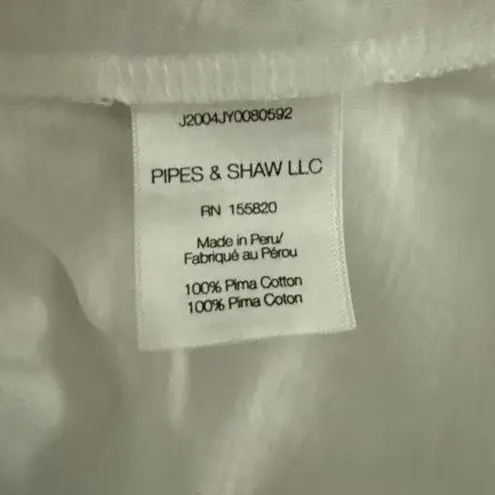 J2004JY0080592
PIPES & SHAW LLC
RN 155820
Made in Peru/
Fabriqué au Pérou
100% Pima Cotton
100% Pima Coton